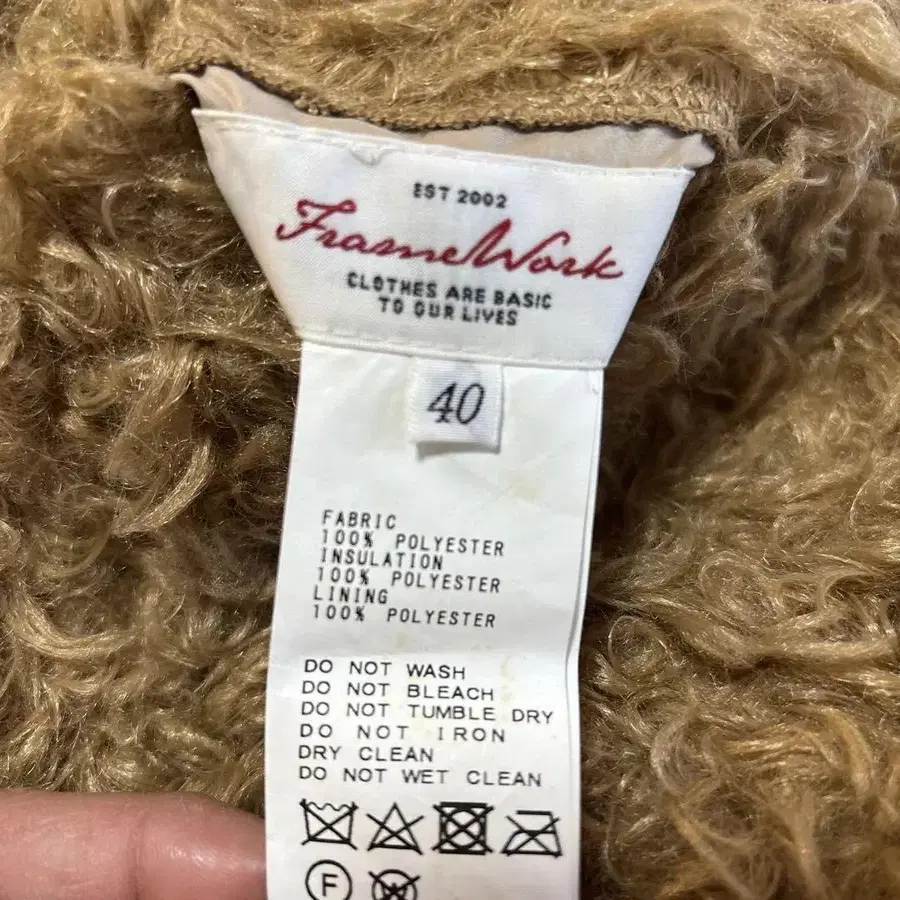 EST 2002
FrameWork
CLOTHES ARE BASIC
TO OUR LIVES
40
FABRIC
100% POLYESTER
INSULATION
100% POLYESTER
LINING
100% POLYESTER
DO NOT WASH
DO NOT BLEACH
DO NOT TUMBLE DRY
DO NOT IRON
DRY CLEAN
DO NOT WET CLEAN
F